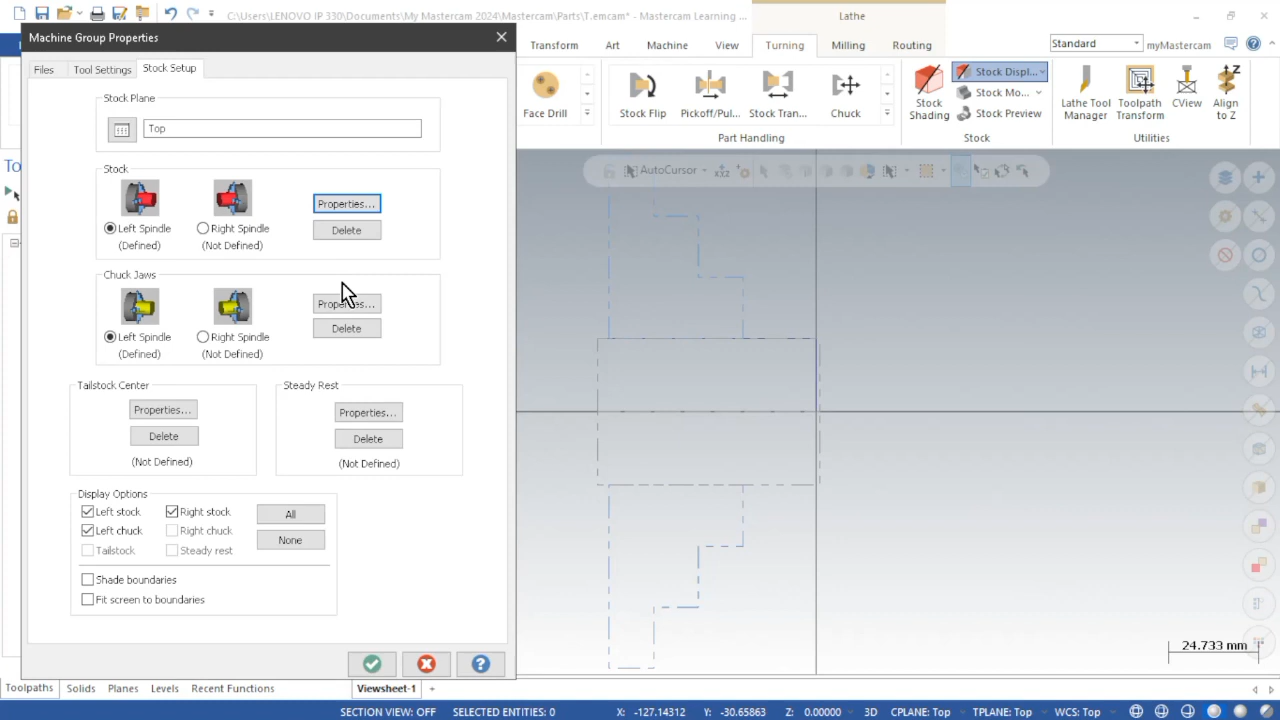 C:\Users\LENOVO IP 330\Documents\My Mastercam 2024\Mastercam\Parts\T.emcam* - Mastercam Learning ...
Lathe
Machine Group Properties
Transform
Art
Machine
View
Turning
Milling
Routing
Standard
myMastercam
Files
Tool Settings
Stock Setup
Stock Displ...
Stock Mo...
Stock Preview
Face Drill
Stock Flip
Pickoff/Pul...
Stock Tran...
Chuck
Stock
Shading
Lathe Tool
Manager
Toolpath
Transform
CView
Align
to Z
Part Handling
Stock
Utilities
Stock Plane
Top
AutoCursor
Stock
Properties...
Left Spindle
Right Spindle
Delete
(Defined)
(Not Defined)
Chuck Jaws
Properties...
Left Spindle
Right Spindle
Delete
(Defined)
(Not Defined)
Tailstock Center
Steady Rest
Properties...
Properties...
Delete
Delete
(Not Defined)
(Not Defined)
Display Options
Left stock
Right stock
All
Left chuck
Right chuck
Tailstock
Steady rest
None
Shade boundaries
Fit screen to boundaries
24.733 mm
Toolpaths
Solids
Planes
Levels
Recent Functions
Viewsheet-1
+
SECTION VIEW: OFF
SELECTED ENTITIES: 0
X: -127.14312
Y: -30.65863
Z: 0.00000
3D
CPLANE: Top
TPLANE: Top
WCS: Top